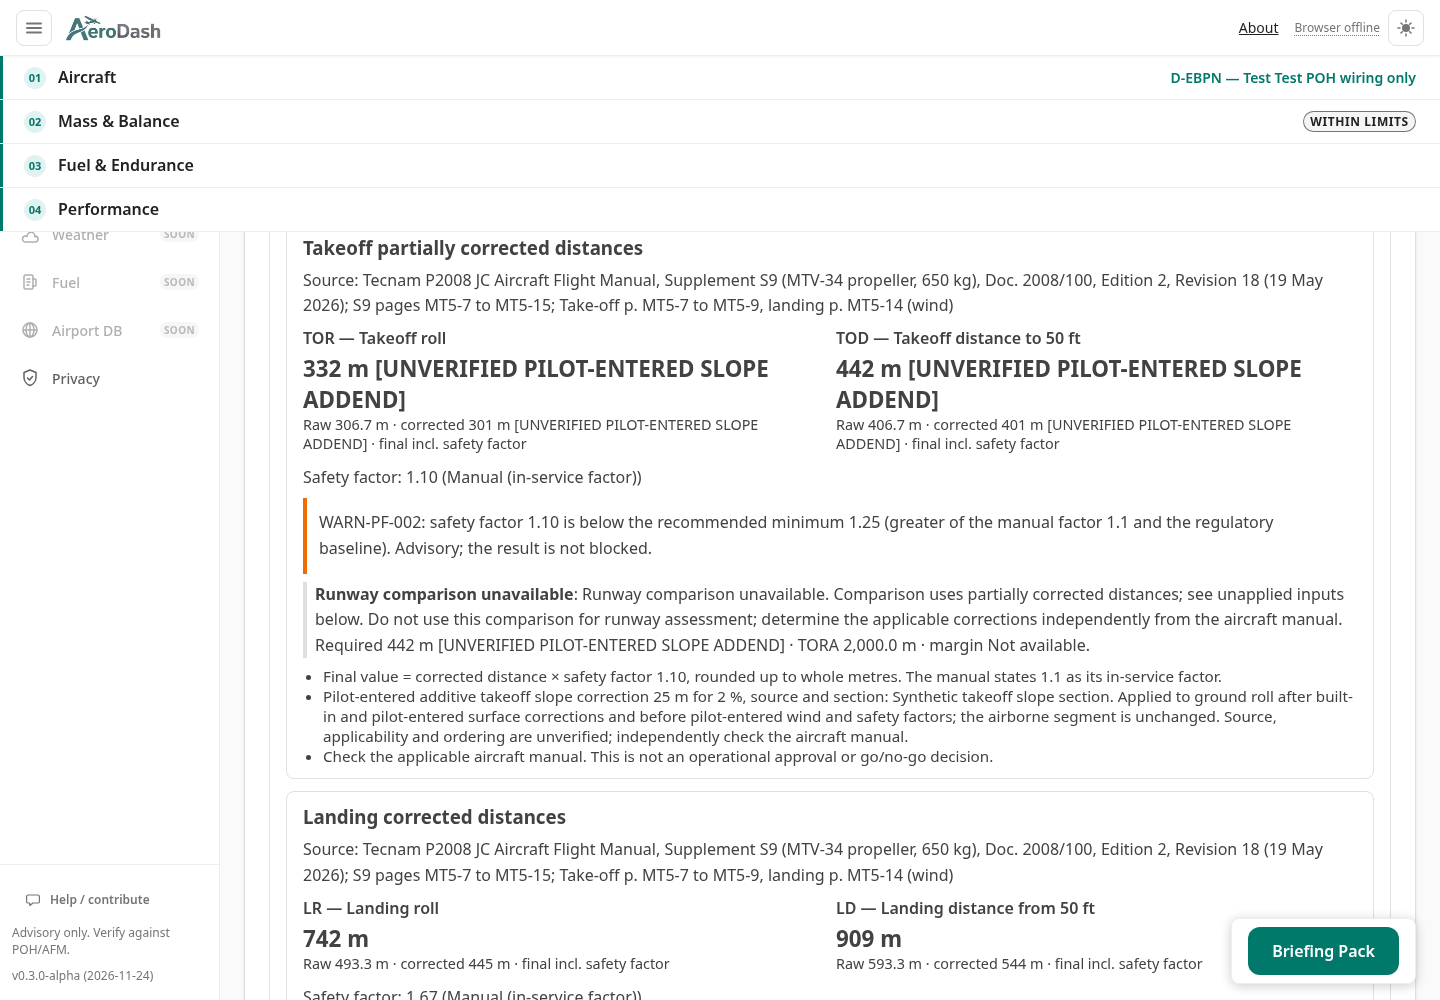 AeroDash
About
Browser offline
01 Aircraft
D-EBPN — Test Test POH wiring only
02 Mass & Balance
WITHIN LIMITS
03 Fuel & Endurance
04 Performance
Weather SOON
Fuel SOON
Airport DB SOON
Privacy
Takeoff partially corrected distances
Source: Tecnam P2008 JC Aircraft Flight Manual, Supplement S9 (MTV-34 propeller, 650 kg), Doc. 2008/100, Edition 2, Revision 18 (19 May
2026); S9 pages MT5-7 to MT5-15; Take-off p. MT5-7 to MT5-9, landing p. MT5-14 (wind)
TOR — Takeoff roll
332 m [UNVERIFIED PILOT-ENTERED SLOPE
ADDEND]
Raw 306.7 m · corrected 301 m [UNVERIFIED PILOT-ENTERED SLOPE
ADDEND] · final incl. safety factor
TOD — Takeoff distance to 50 ft
442 m [UNVERIFIED PILOT-ENTERED SLOPE
ADDEND]
Raw 406.7 m · corrected 401 m [UNVERIFIED PILOT-ENTERED SLOPE
ADDEND] · final incl. safety factor
Safety factor: 1.10 (Manual (in-service factor))
WARN-PF-002: safety factor 1.10 is below the recommended minimum 1.25 (greater of the manual factor 1.1 and the regulatory
baseline). Advisory; the result is not blocked.
Runway comparison unavailable: Runway comparison unavailable. Comparison uses partially corrected distances; see unapplied inputs
below. Do not use this comparison for runway assessment; determine the applicable corrections independently from the aircraft manual.
Required 442 m [UNVERIFIED PILOT-ENTERED SLOPE ADDEND] · TORA 2,000.0 m · margin Not available.
• Final value = corrected distance × safety factor 1.10, rounded up to whole metres. The manual states 1.1 as its in-service factor.
• Pilot-entered additive takeoff slope correction 25 m for 2 %, source and section: Synthetic takeoff slope section. Applied to ground roll after built-
in and pilot-entered surface corrections and before pilot-entered wind and safety factors; the airborne segment is unchanged. Source,
applicability and ordering are unverified; independently check the aircraft manual.
• Check the applicable aircraft manual. This is not an operational approval or go/no-go decision.
Landing corrected distances
Source: Tecnam P2008 JC Aircraft Flight Manual, Supplement S9 (MTV-34 propeller, 650 kg), Doc. 2008/100, Edition 2, Revision 18 (19 May
2026); S9 pages MT5-7 to MT5-15; Take-off p. MT5-7 to MT5-9, landing p. MT5-14 (wind)
LR — Landing roll
742 m
Raw 493.3 m · corrected 445 m · final incl. safety factor
LD — Landing distance from 50 ft
909 m
Raw 593.3 m · corrected 544 m · final incl. safety factor
Safety factor: 1.67 (Manual (in-service factor))
Help / contribute
Advisory only. Verify against
POH/AFM.
v0.3.0-alpha (2026-11-24)
Briefing Pack